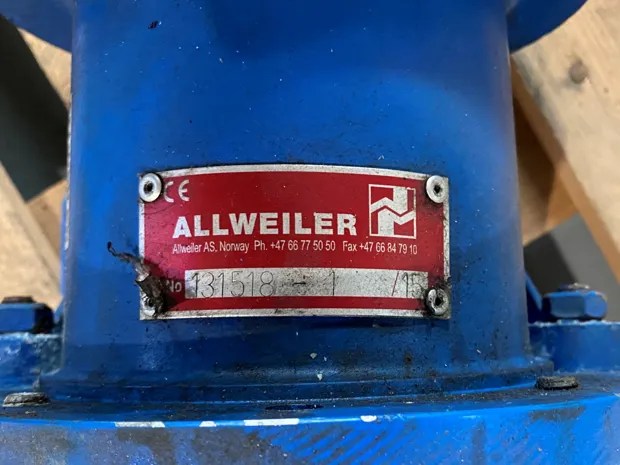 CE
ALLWEILER
Allweiler AS, Norway Ph. +47 66 77 50 50 Fax +47 66 84 79 10
No 131518 - 1 /15